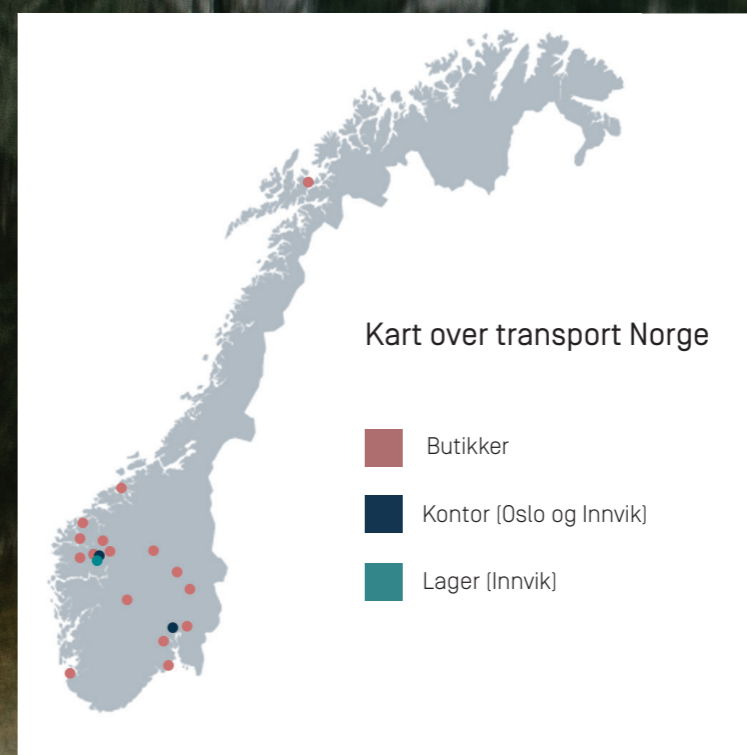 Kart over transport Norge
Butikker
Kontor (Oslo og Innvik)
Lager (Innvik)